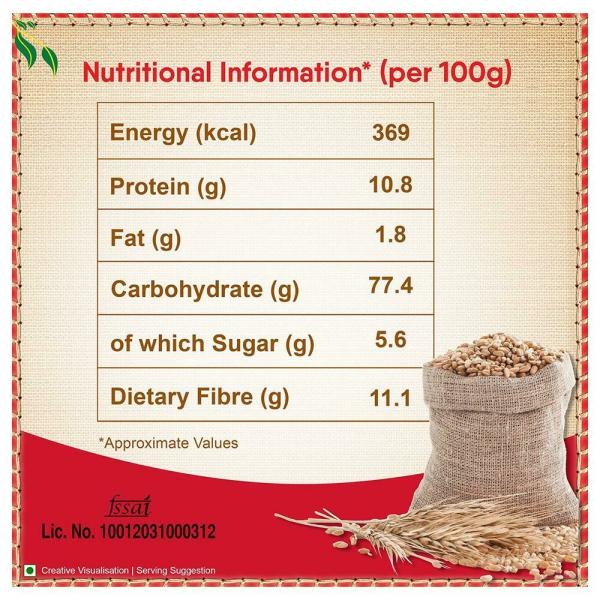 Nutritional Information* (per 100g)
Energy (kcal) 369
Protein (g) 10.8
Fat (g) 1.8
Carbohydrate (g) 77.4
of which Sugar (g) 5.6
Dietary Fibre (g) 11.1
*Approximate Values
fssai
Lic. No. 10012031000312
Creative Visualisation | Serving Suggestion